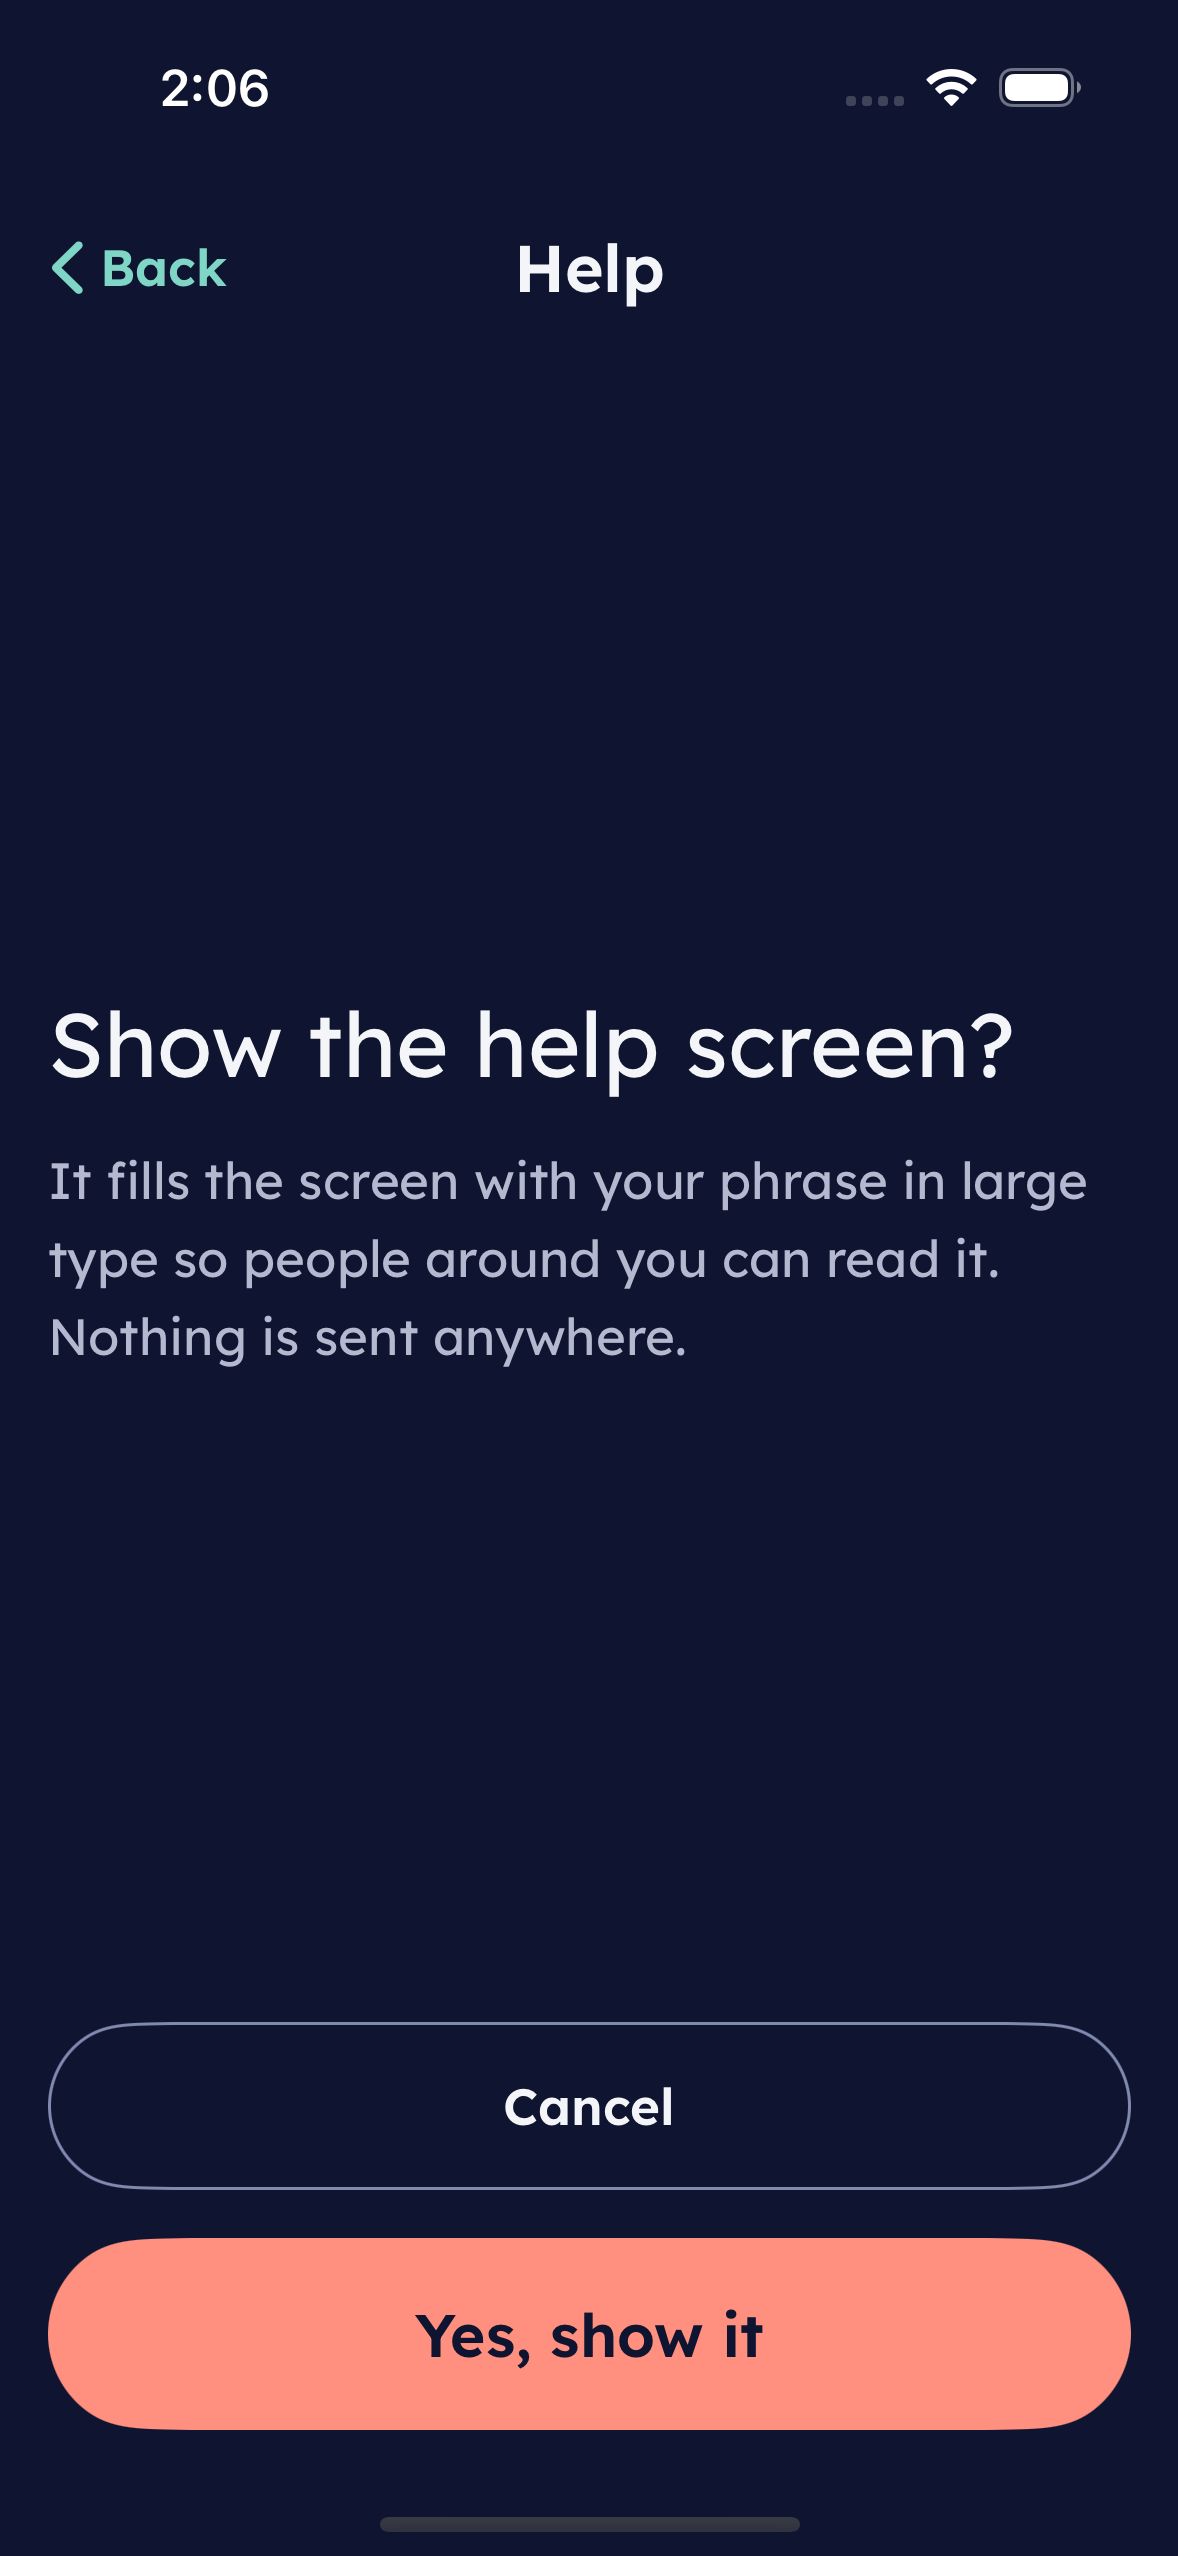 2:06
Back
Help
Show the help screen?
It fills the screen with your phrase in large
type so people around you can read it.
Nothing is sent anywhere.
Cancel
Yes, show it